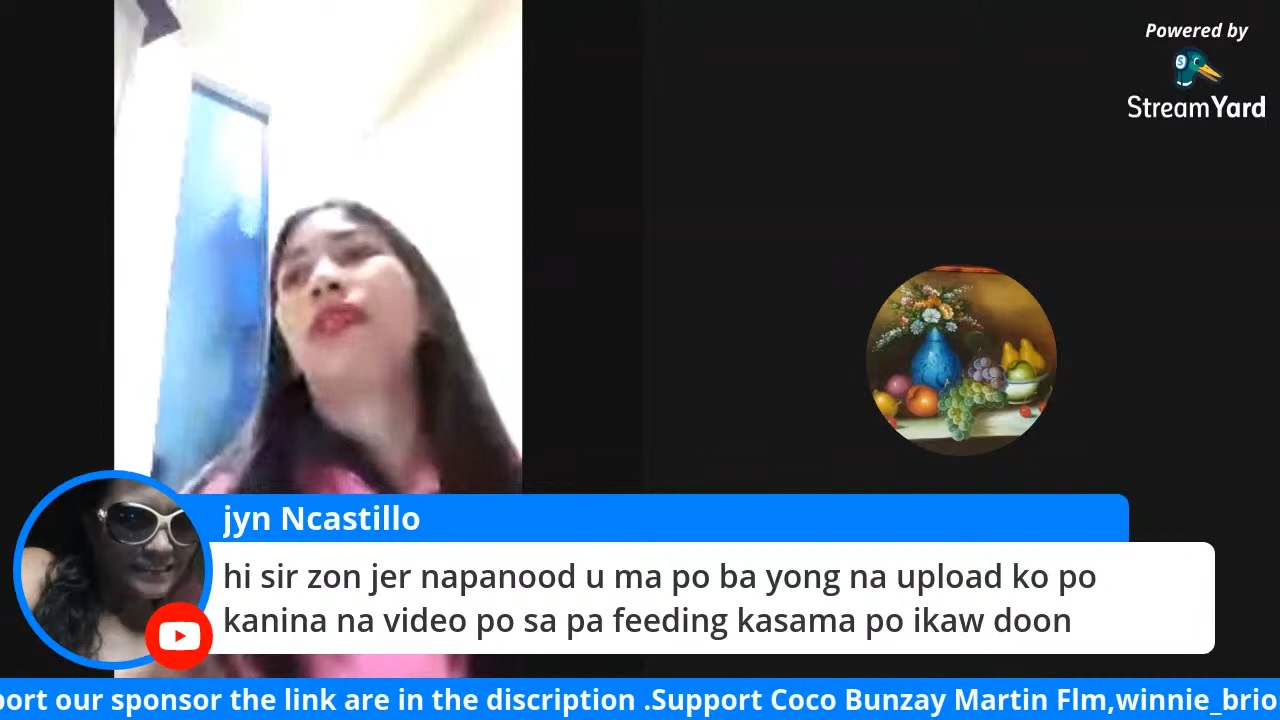 Powered by
StreamYard
jyn Ncastillo
hi sir zon jer napanood u ma po ba yong na upload ko po
kanina na video po sa pa feeding kasama po ikaw doon
port our sponsor the link are in the discription .Support Coco Bunzay Martin Flm,winnie_brio